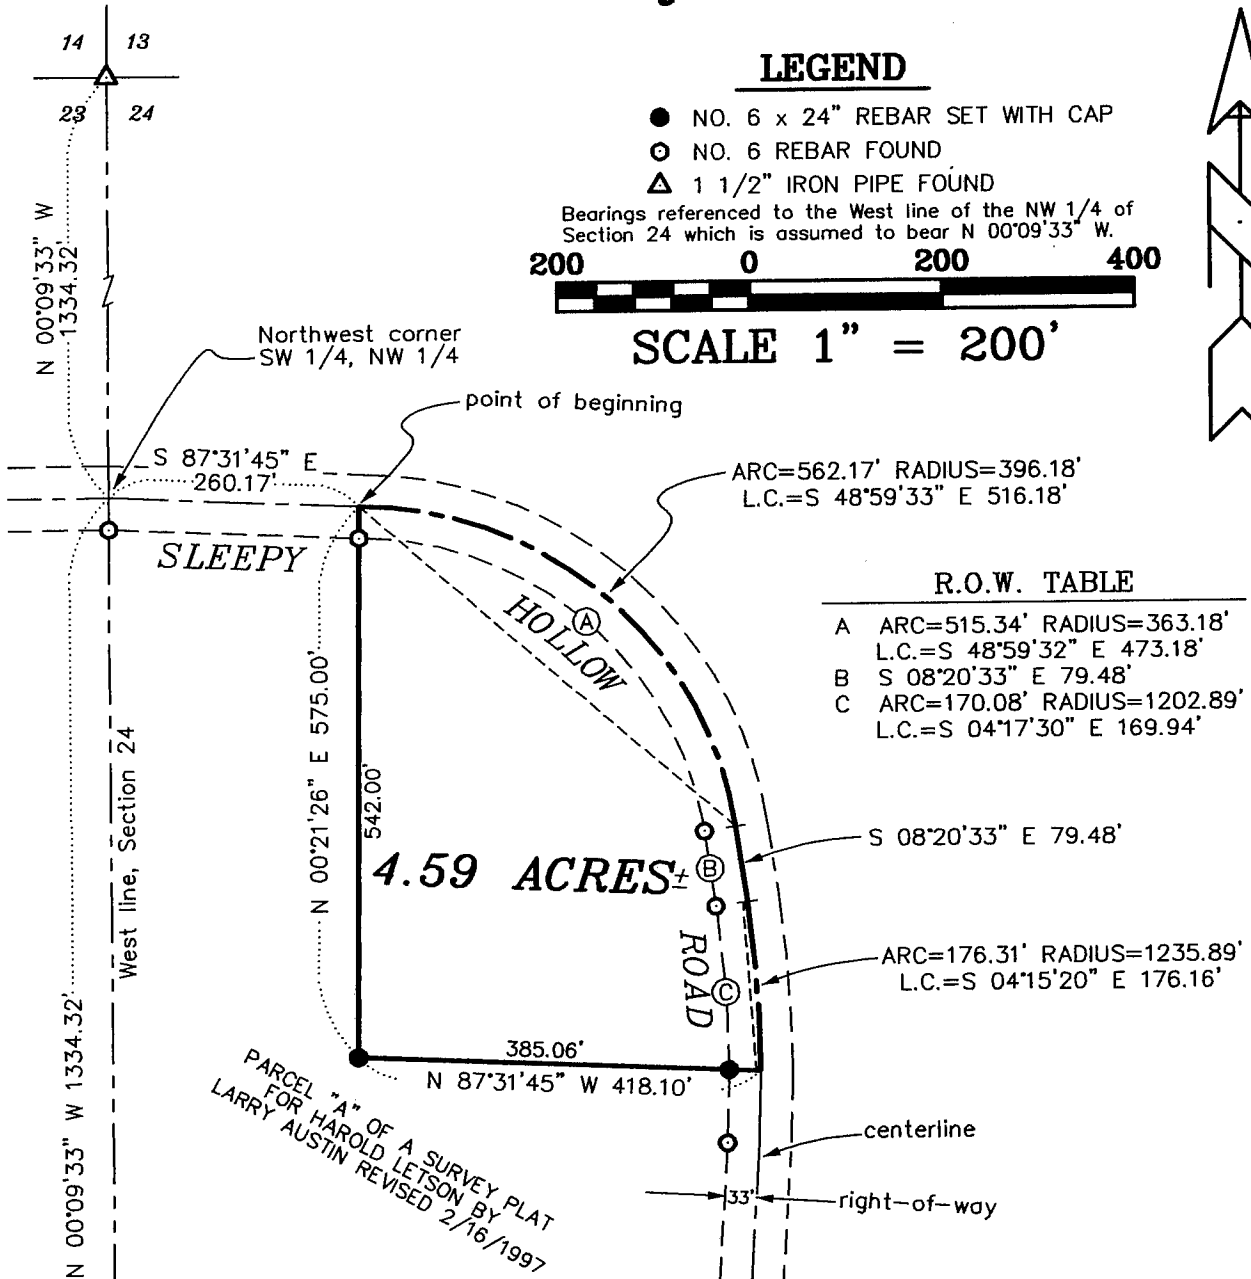 14 13
23 24
LEGEND
NO. 6 x 24" REBAR SET WITH CAP
NO. 6 REBAR FOUND
1 1/2" IRON PIPE FOUND
Bearings referenced to the West line of the NW 1/4 of
Section 24 which is assumed to bear N 00°09'33" W.
200 0 200 400
SCALE 1" = 200'
N 00°09'33" W
1334.32'
Northwest corner
SW 1/4, NW 1/4
point of beginning
S 87°31'45" E
260.17'
ARC=562.17' RADIUS=396.18'
L.C.=S 48°59'33" E 516.18'
SLEEPY
HOLLOW
ROAD
A
B
C
R.O.W. TABLE
A ARC=515.34' RADIUS=363.18'
L.C.=S 48°59'32" E 473.18'
B S 08°20'33" E 79.48'
C ARC=170.08' RADIUS=1202.89'
L.C.=S 04°17'30" E 169.94'
N 00°21'26" E 575.00'
542.00'
West line, Section 24
4.59 ACRES±
S 08°20'33" E 79.48'
ARC=176.31' RADIUS=1235.89'
L.C.=S 04°15'20" E 176.16'
N 00°09'33" W 1334.32'
385.06'
N 87°31'45" W 418.10'
PARCEL "A" OF A SURVEY PLAT
FOR HAROLD LETSON BY
LARRY AUSTIN REVISED 2/16/1997
centerline
33'
right-of-way